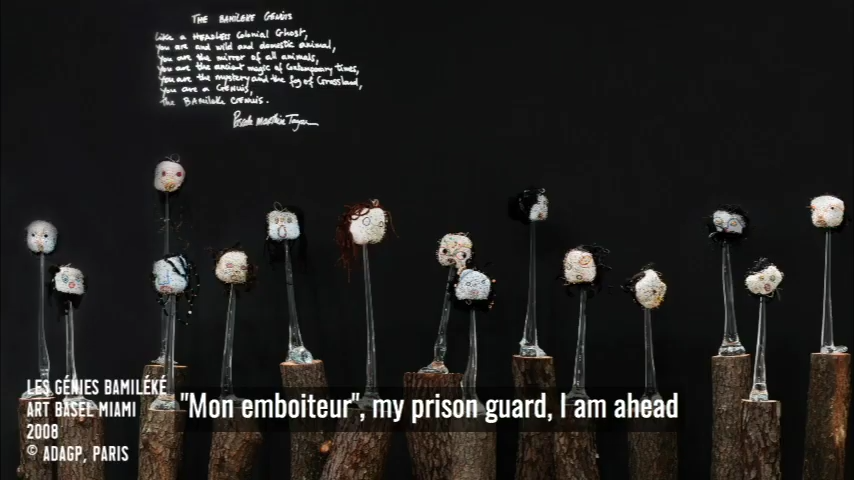 THE BAMILEKE GENUIS
Like a HEADLESS Colonial Ghost,
You are and wild and domestic animal,
You are the mirror of all animals,
You are the ancient magic of Contemporary times,
You are the mystery and the fog of Grassland,
You are a GENUIS,
the BAMILEKE GENUIS.
Pascale Marthine Tayou
LES GÉNIES BAMILÉKÉ
ART BASEL MIAMI
2008
© ADAGP, PARIS
"Mon emboiteur", my prison guard, I am ahead